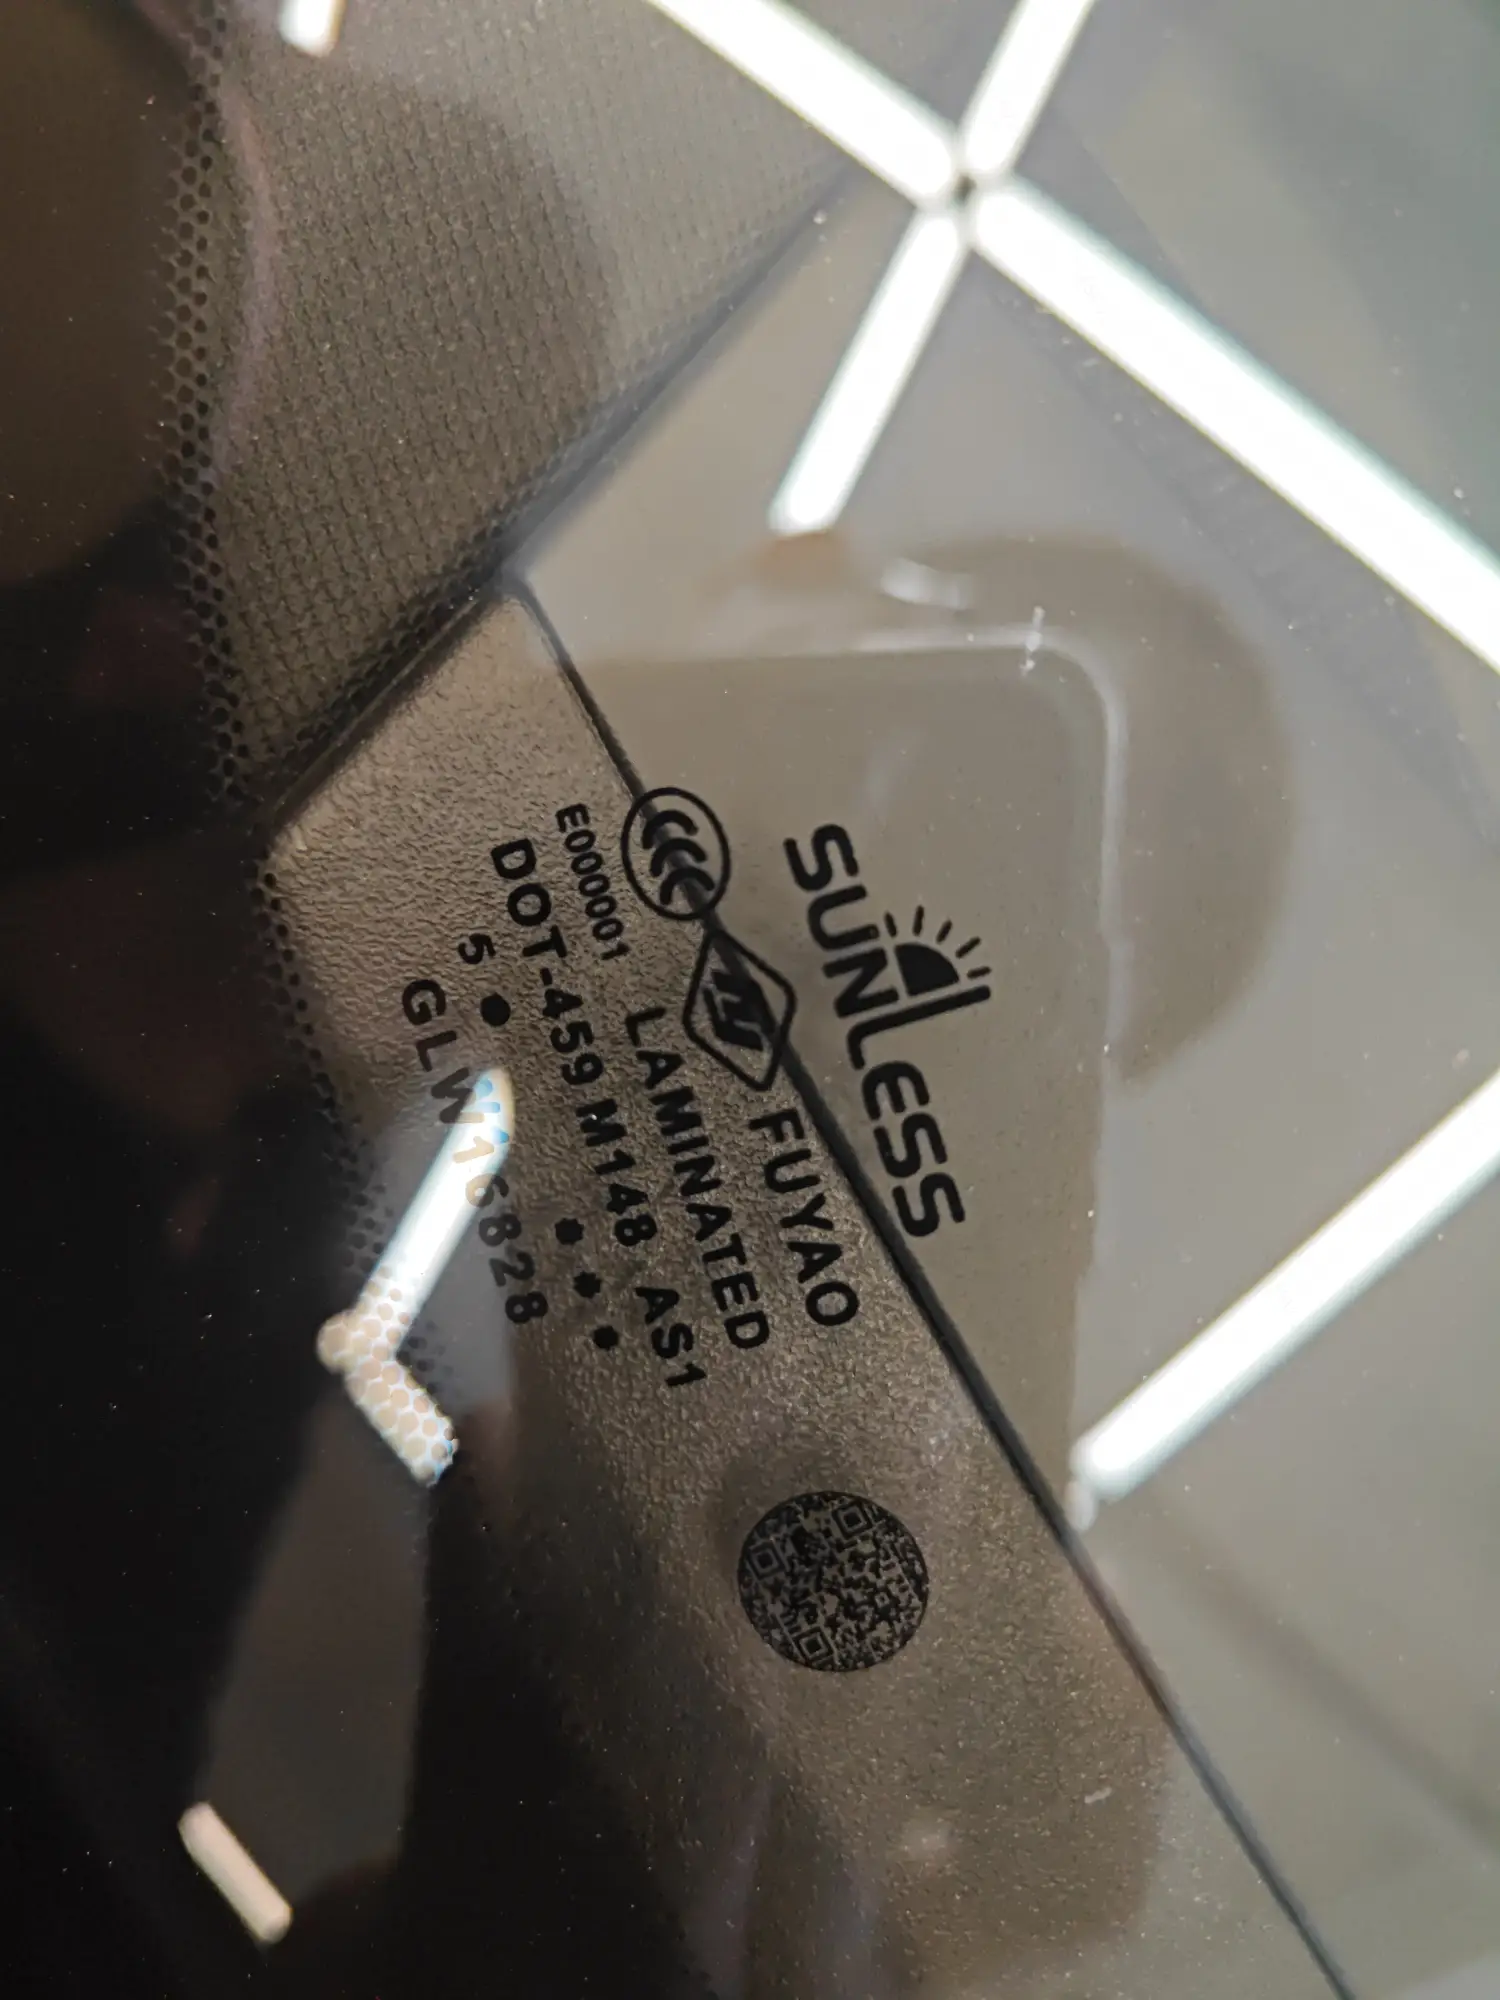 SUNLESS
FUYAO
E000001 LAMINATED
DOT-459 M148 AS1
5 ● •••
GLW16828